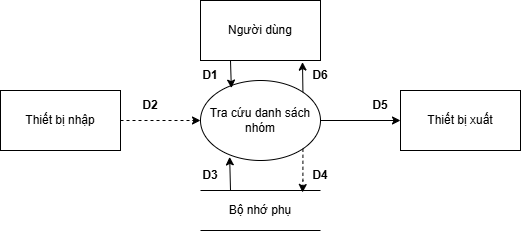 Người dùng
D1
D6
Thiết bị nhập
D2
Tra cứu danh sách
nhóm
D5
Thiết bị xuất
D3
D4
Bộ nhớ phụ